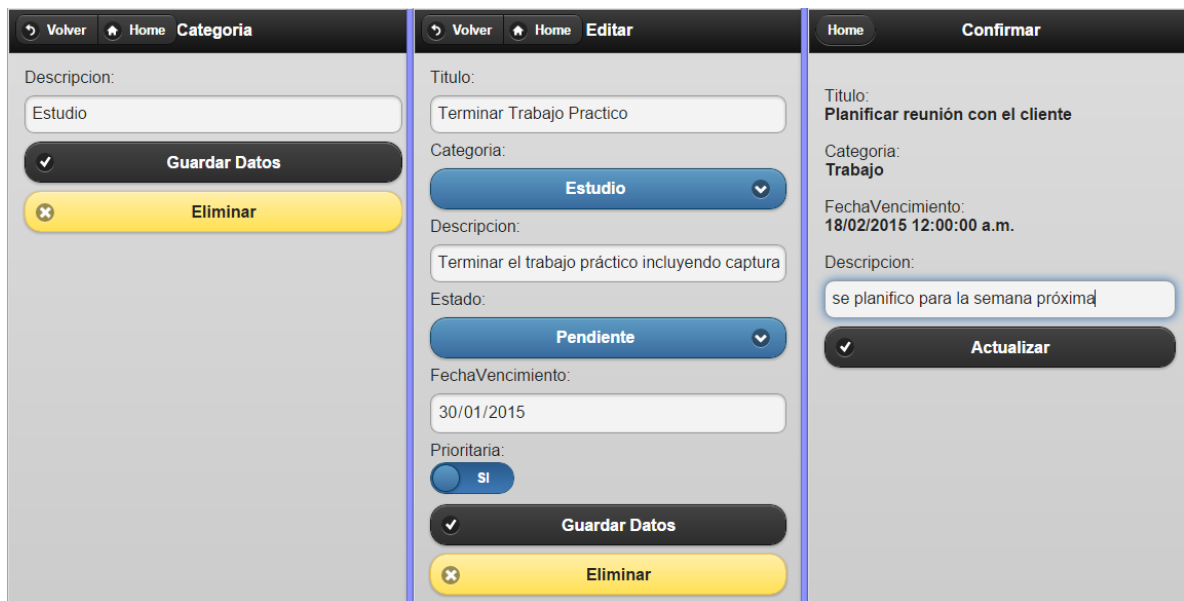 Volver Home Categoria
Descripcion:
Estudio
Guardar Datos
Eliminar
Volver Home Editar
Titulo:
Terminar Trabajo Practico
Categoria:
Estudio
Descripcion:
Terminar el trabajo práctico incluyendo captura
Estado:
Pendiente
FechaVencimiento:
30/01/2015
Prioritaria:
SI
Guardar Datos
Eliminar
Home Confirmar
Titulo:
Planificar reunión con el cliente
Categoria:
Trabajo
FechaVencimiento:
18/02/2015 12:00:00 a.m.
Descripcion:
se planifico para la semana próxima
Actualizar